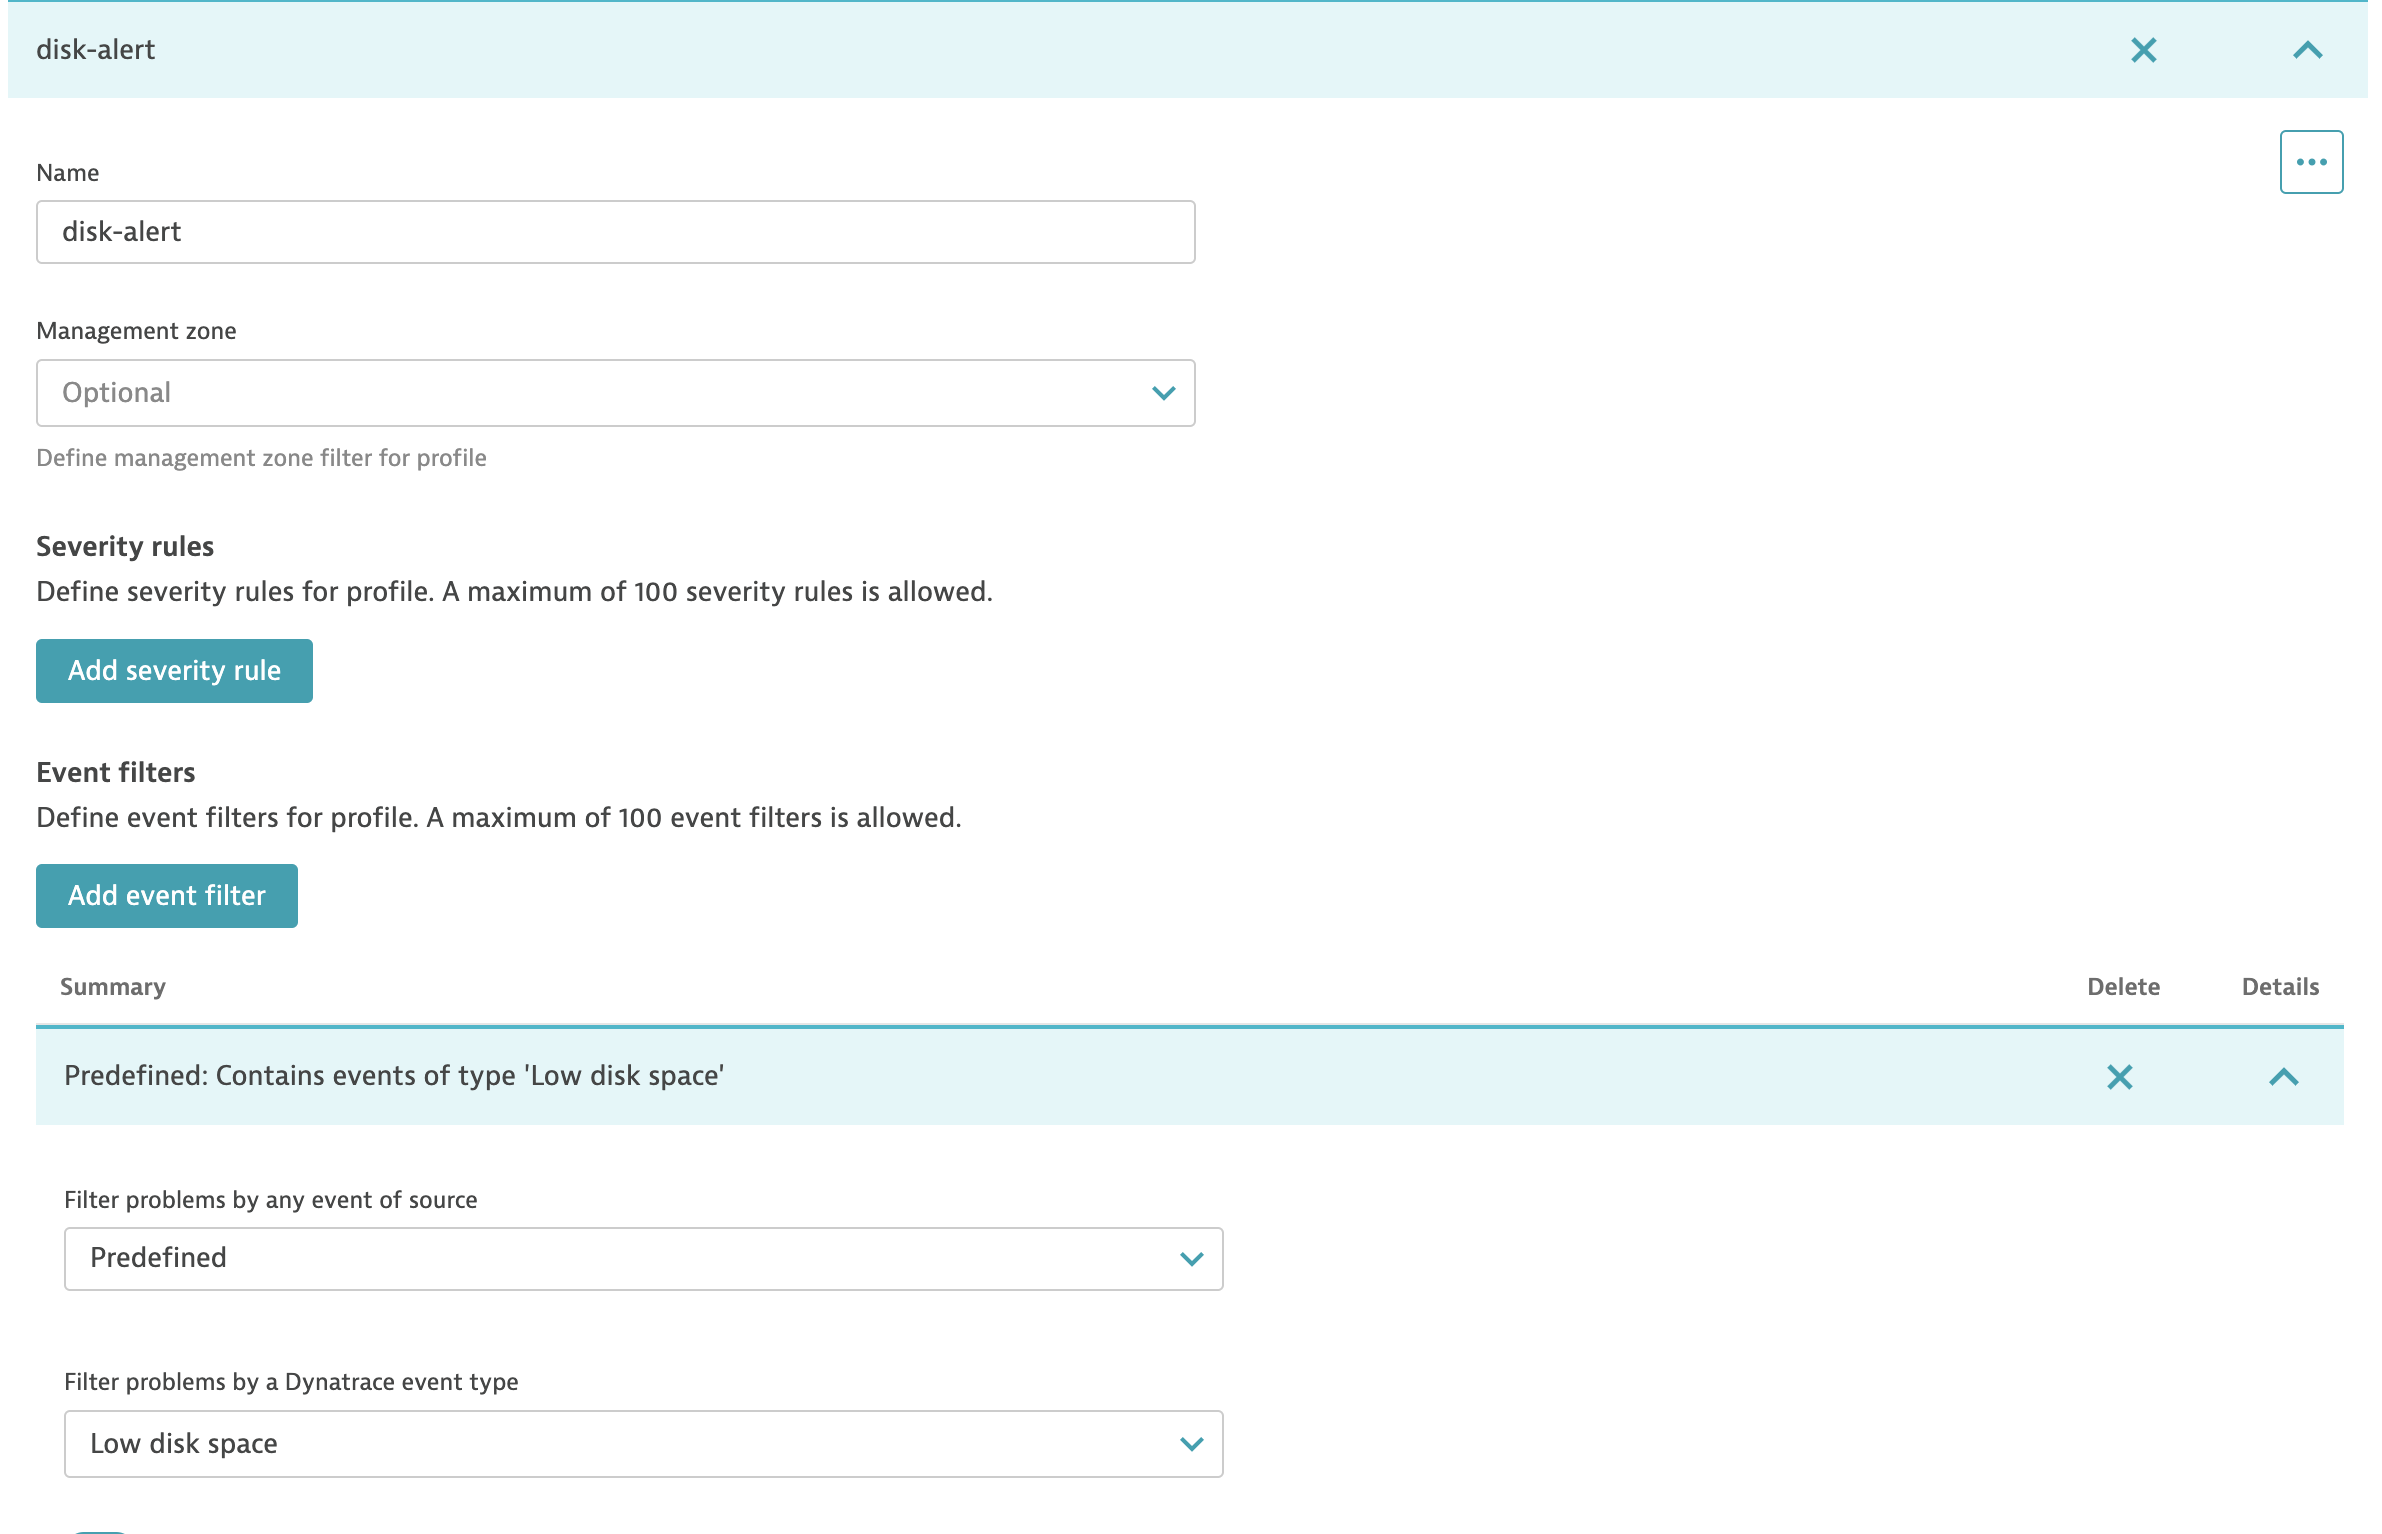 disk-alert
Name
disk-alert
Management zone
Optional
Define management zone filter for profile
Severity rules
Define severity rules for profile. A maximum of 100 severity rules is allowed.
Add severity rule
Event filters
Define event filters for profile. A maximum of 100 event filters is allowed.
Add event filter
Summary Delete Details
Predefined: Contains events of type 'Low disk space'
Filter problems by any event of source
Predefined
Filter problems by a Dynatrace event type
Low disk space